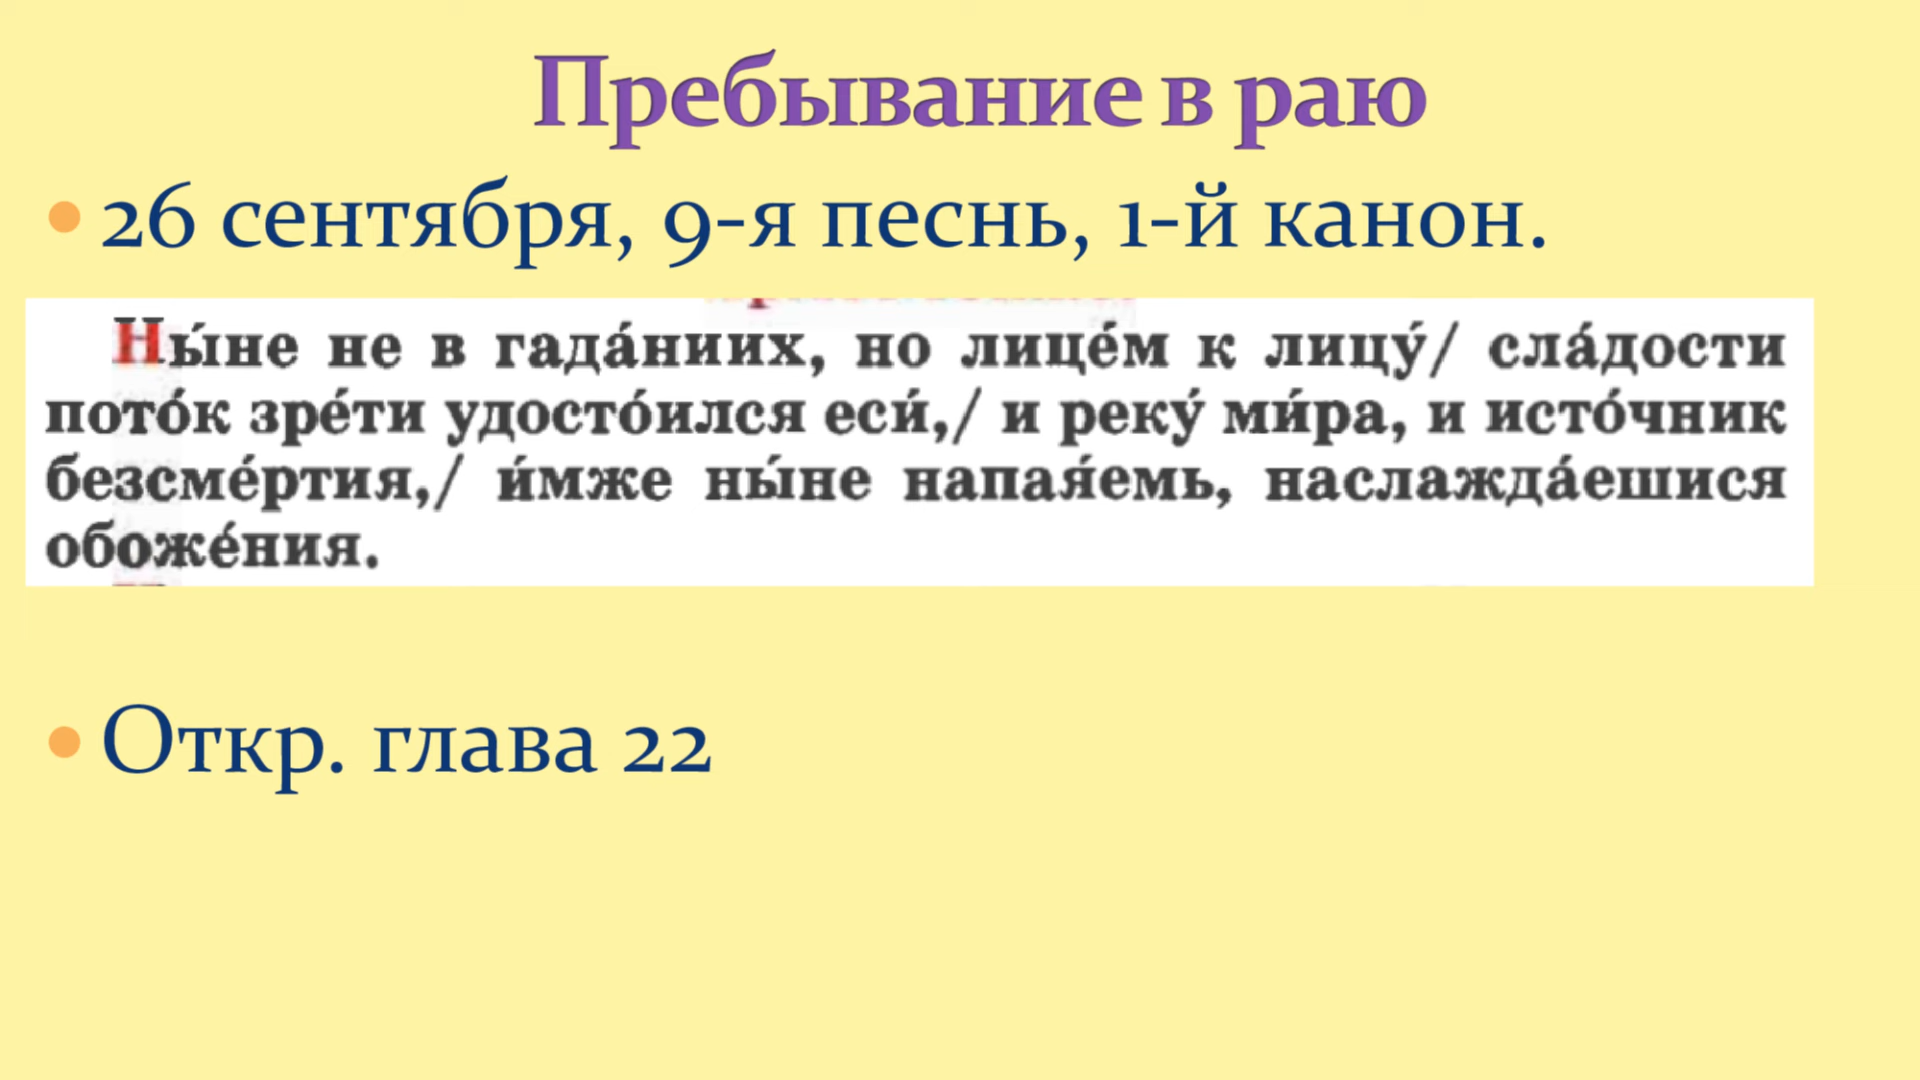 Пребывание в раю
26 сентября, 9-я песнь, 1-й канон.
Ны́не не в гада́ниих, но лице́м к лицу́/ сла́дости
пото́к зре́ти удосто́ился еси́,/ и реку́ ми́ра, и исто́чник
безсме́ртия,/ и́мже ны́не напая́емь, наслажда́ешися
обоже́ния.
Откр. глава 22